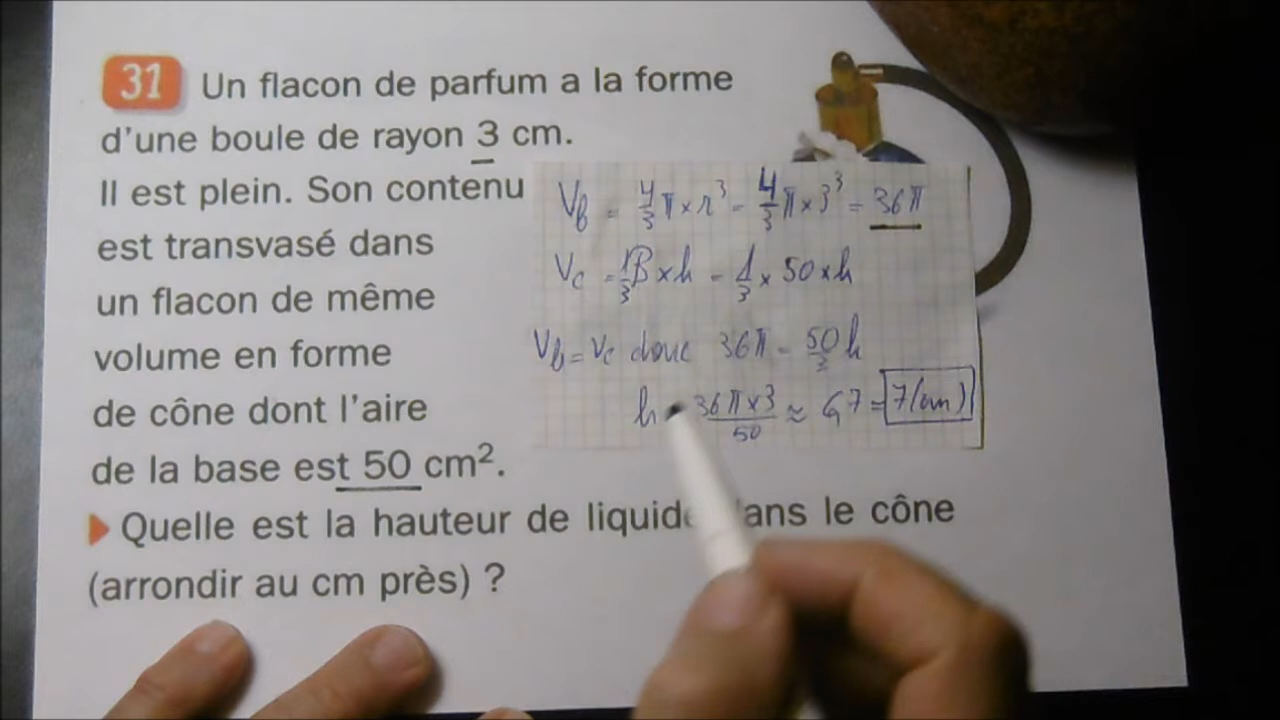 31 Un flacon de parfum a la forme
d'une boule de rayon 3 cm.
Il est plein. Son contenu
est transvasé dans
un flacon de même
volume en forme
de cône dont l'aire
de la base est 50 cm².
Quelle est la hauteur de liquide dans le cône
(arrondir au cm près) ?
Vb = 4/3 π × r³ = 4/3 π × 3³ = 36π
Vc = 1/3 B × h = 1/3 × 50 × h
Vb = Vc donc 36π = 50/3 h
h = 36π × 3 / 50 ≈ 6,7 = 7 (cm)